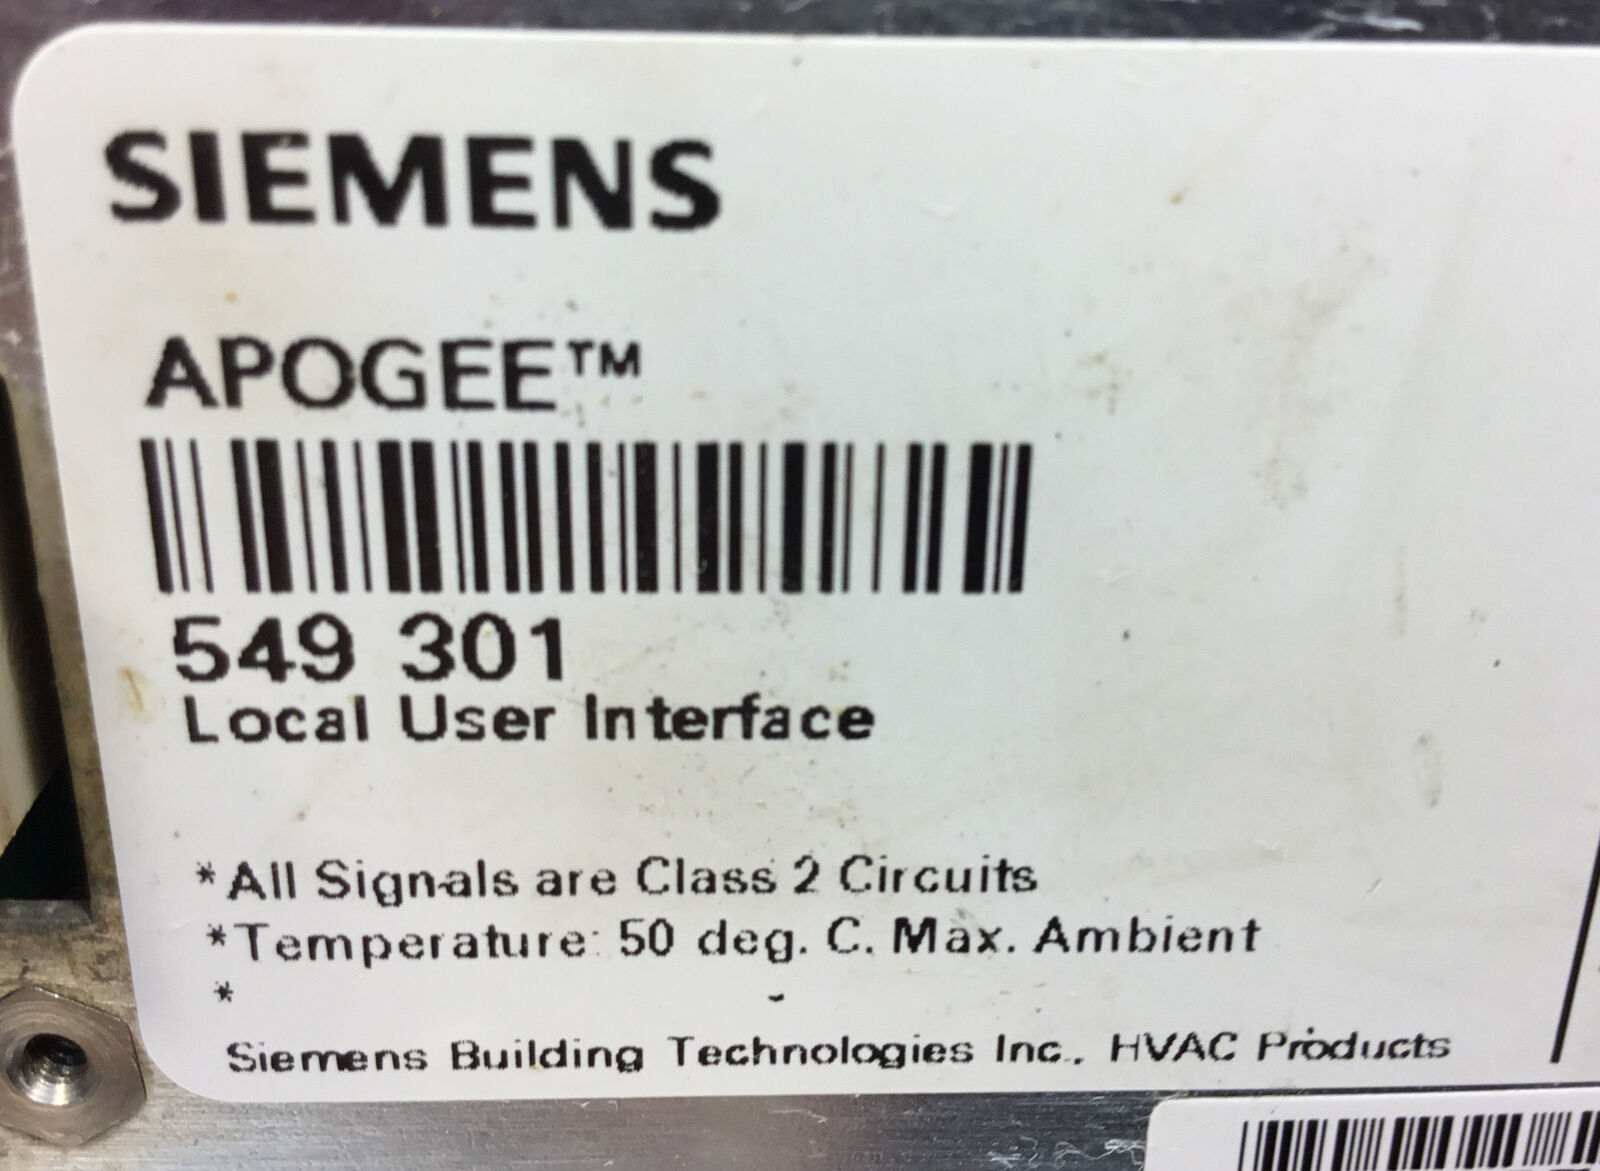 SIEMENS
APOGEE™
549 301
Local User Interface
*All Signals are Class 2 Circuits
*Temperature: 50 deg. C. Max. Ambient
*
Siemens Building Technologies Inc., HVAC Products